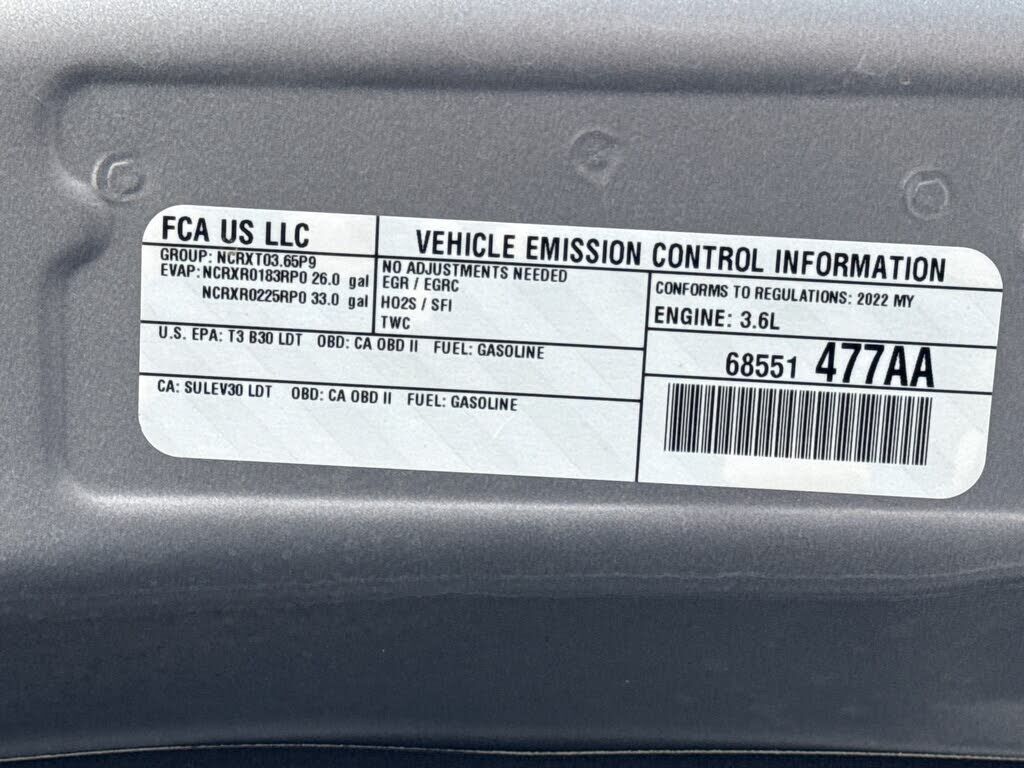 FCA US LLC
VEHICLE EMISSION CONTROL INFORMATION
GROUP: NCRXT03.65P9
EVAP: NCRXR0183RP0 26.0 gal
NCRXR0225RP0 33.0 gal
NO ADJUSTMENTS NEEDED
EGR / EGRC
HO2S / SFI
TWC
CONFORMS TO REGULATIONS: 2022 MY
ENGINE: 3.6L
U.S. EPA: T3 B30 LDT OBD: CA OBD II FUEL: GASOLINE
68551 477AA
CA: SULEV30 LDT OBD: CA OBD II FUEL: GASOLINE